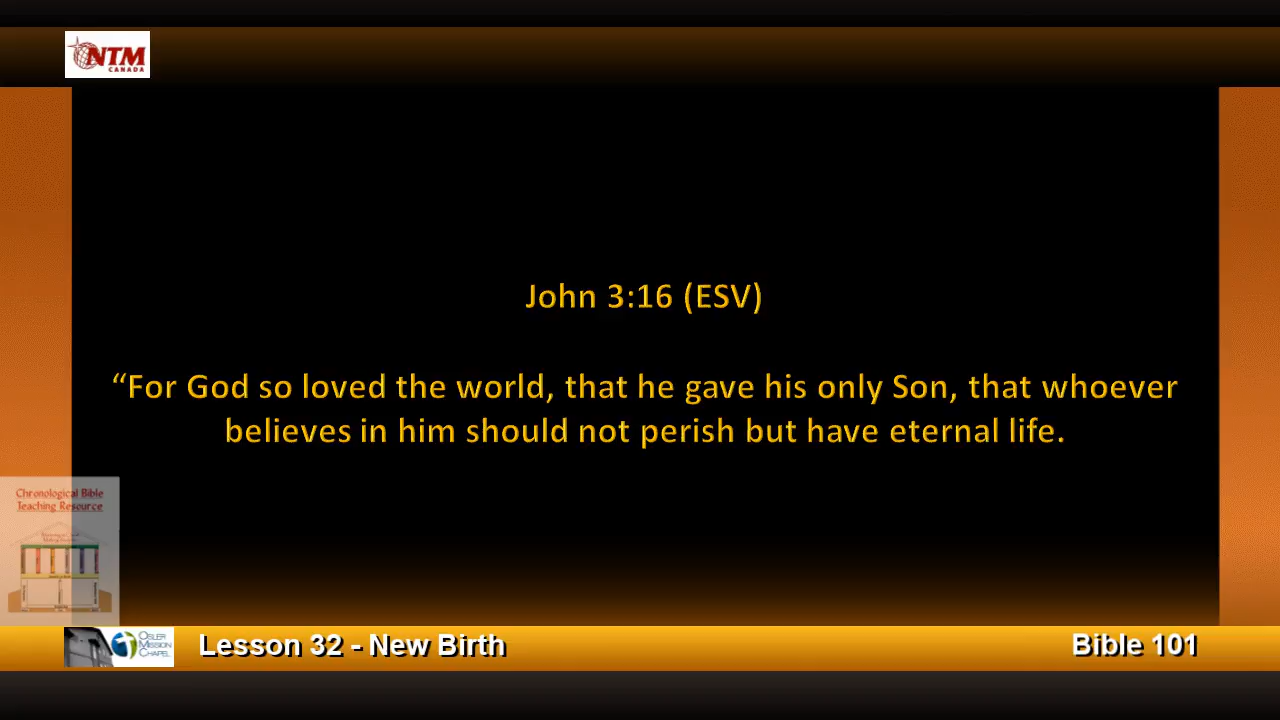 NTM
CANADA
John 3:16 (ESV)
“For God so loved the world, that he gave his only Son, that whoever
believes in him should not perish but have eternal life.
Chronological Bible
Teaching Resource
OSLER
MISSION
CHAPEL
Lesson 32 - New Birth
Bible 101